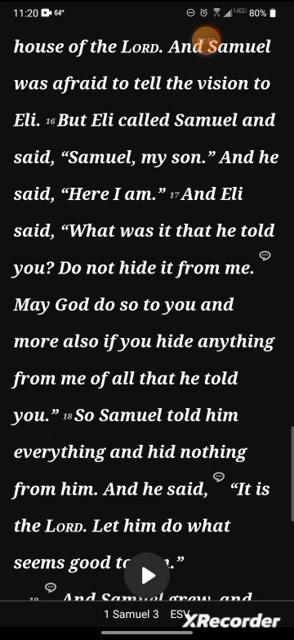 11:20 64° 80%
house of the LORD. And Samuel
was afraid to tell the vision to
Eli. 16 But Eli called Samuel and
said, “Samuel, my son.” And he
said, “Here I am.” 17 And Eli
said, “What was it that he told
you? Do not hide it from me.
May God do so to you and
more also if you hide anything
from me of all that he told
you.” 18 So Samuel told him
everything and hid nothing
from him. And he said, “It is
the LORD. Let him do what
seems good to
19 And Samuel grew, and
1 Samuel 3 ESV
XRecorder